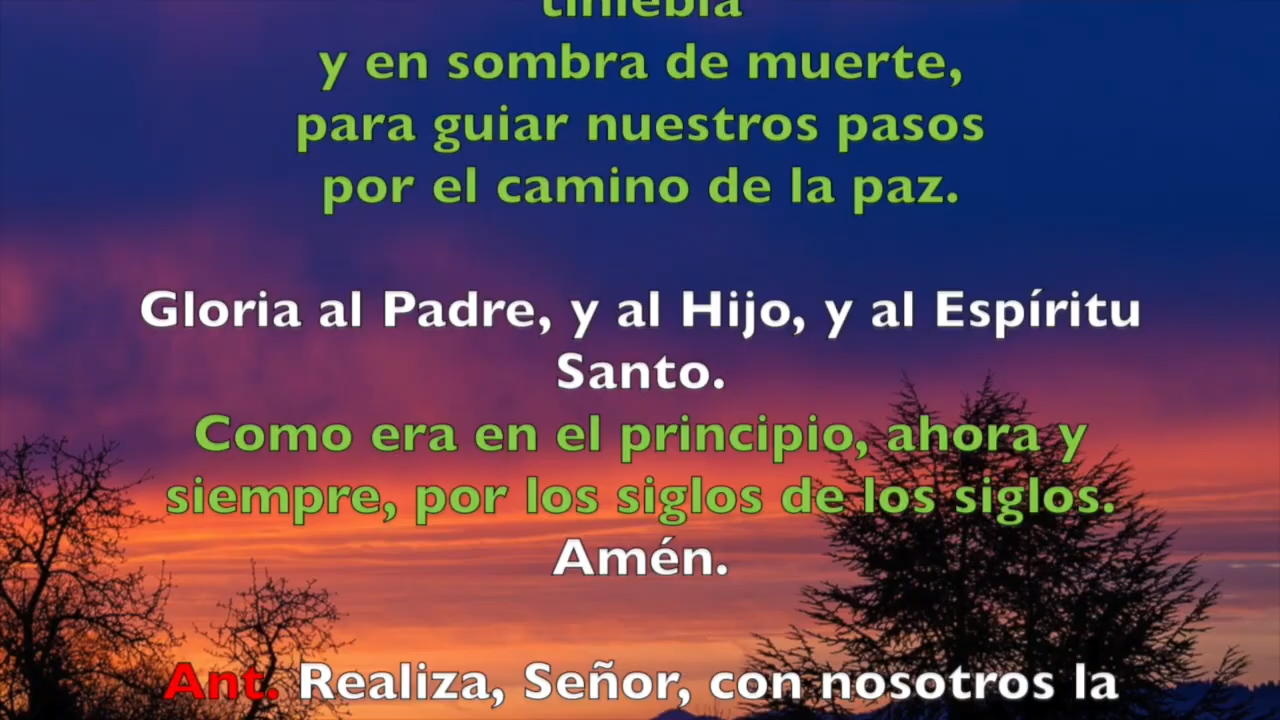 tiniebla
y en sombra de muerte,
para guiar nuestros pasos
por el camino de la paz.
Gloria al Padre, y al Hijo, y al Espíritu
Santo.
Como era en el principio, ahora y
siempre, por los siglos de los siglos.
Amén.
Ant. Realiza, Señor, con nosotros la